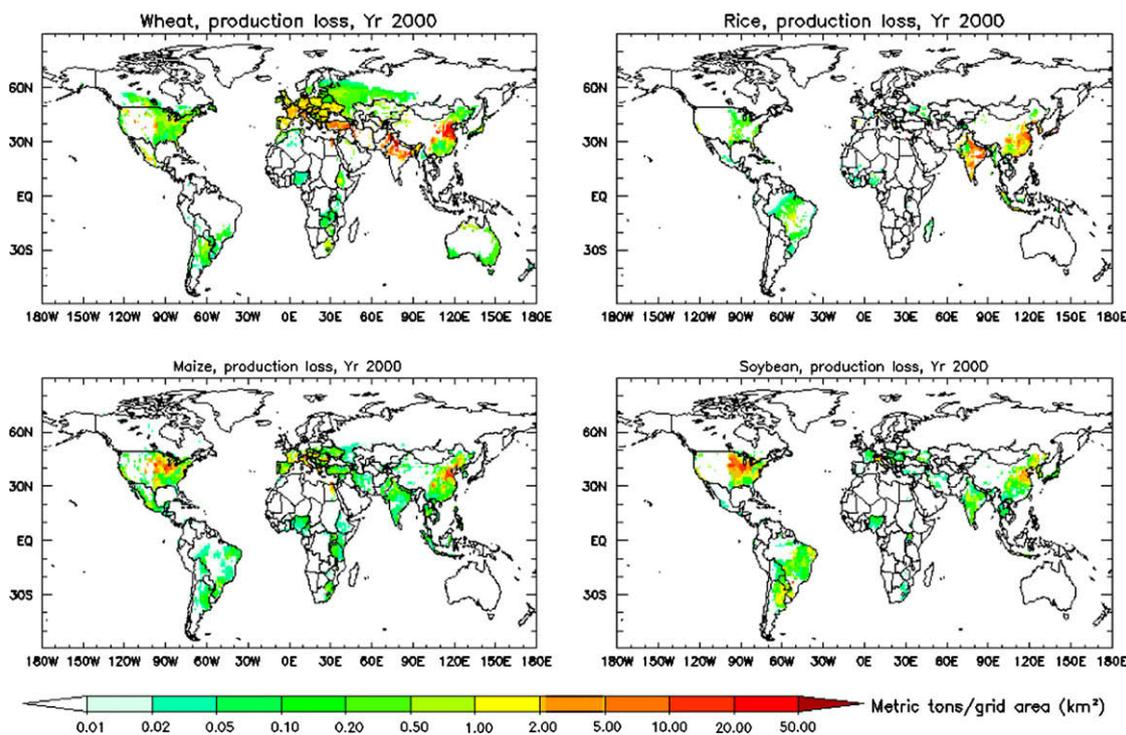 Wheat, production loss, Yr 2000
Rice, production loss, Yr 2000
60N
30N
EQ
30S
180W 150W 120W 90W 60W 30W 0E 30E 60E 90E 120E 150E 180E
60N
30N
EQ
30S
180W 150W 120W 90W 60W 30W 0E 30E 60E 90E 120E 150E 180E
Maize, production loss, Yr 2000
Soybean, production loss, Yr 2000
60N
30N
EQ
30S
180W 150W 120W 90W 60W 30W 0E 30E 60E 90E 120E 150E 180E
60N
30N
EQ
30S
180W 150W 120W 90W 60W 30W 0E 30E 60E 90E 120E 150E 180E
0.01 0.02 0.05 0.10 0.20 0.50 1.00 2.00 5.00 10.00 20.00 50.00
Metric tons/grid area (km²)